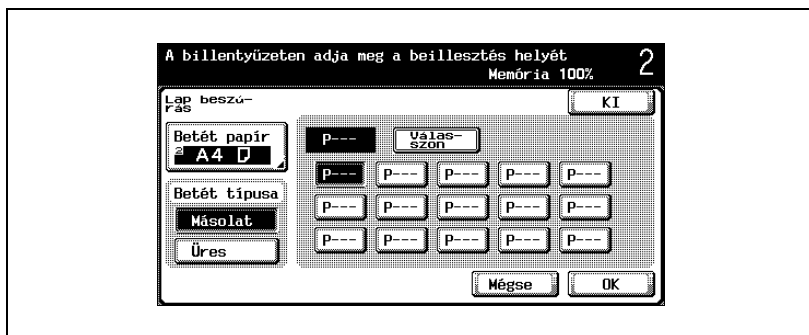 A billentyűzeten adja meg a beillesztés helyét
2
Memória 100%
Lap beszú-
rás
KI
Betét papír
2 A4
P---
Válas-
szon
P--- P--- P--- P--- P---
Betét típusa
P--- P--- P--- P--- P---
Másolat
P--- P--- P--- P--- P---
Üres
Mégse
OK